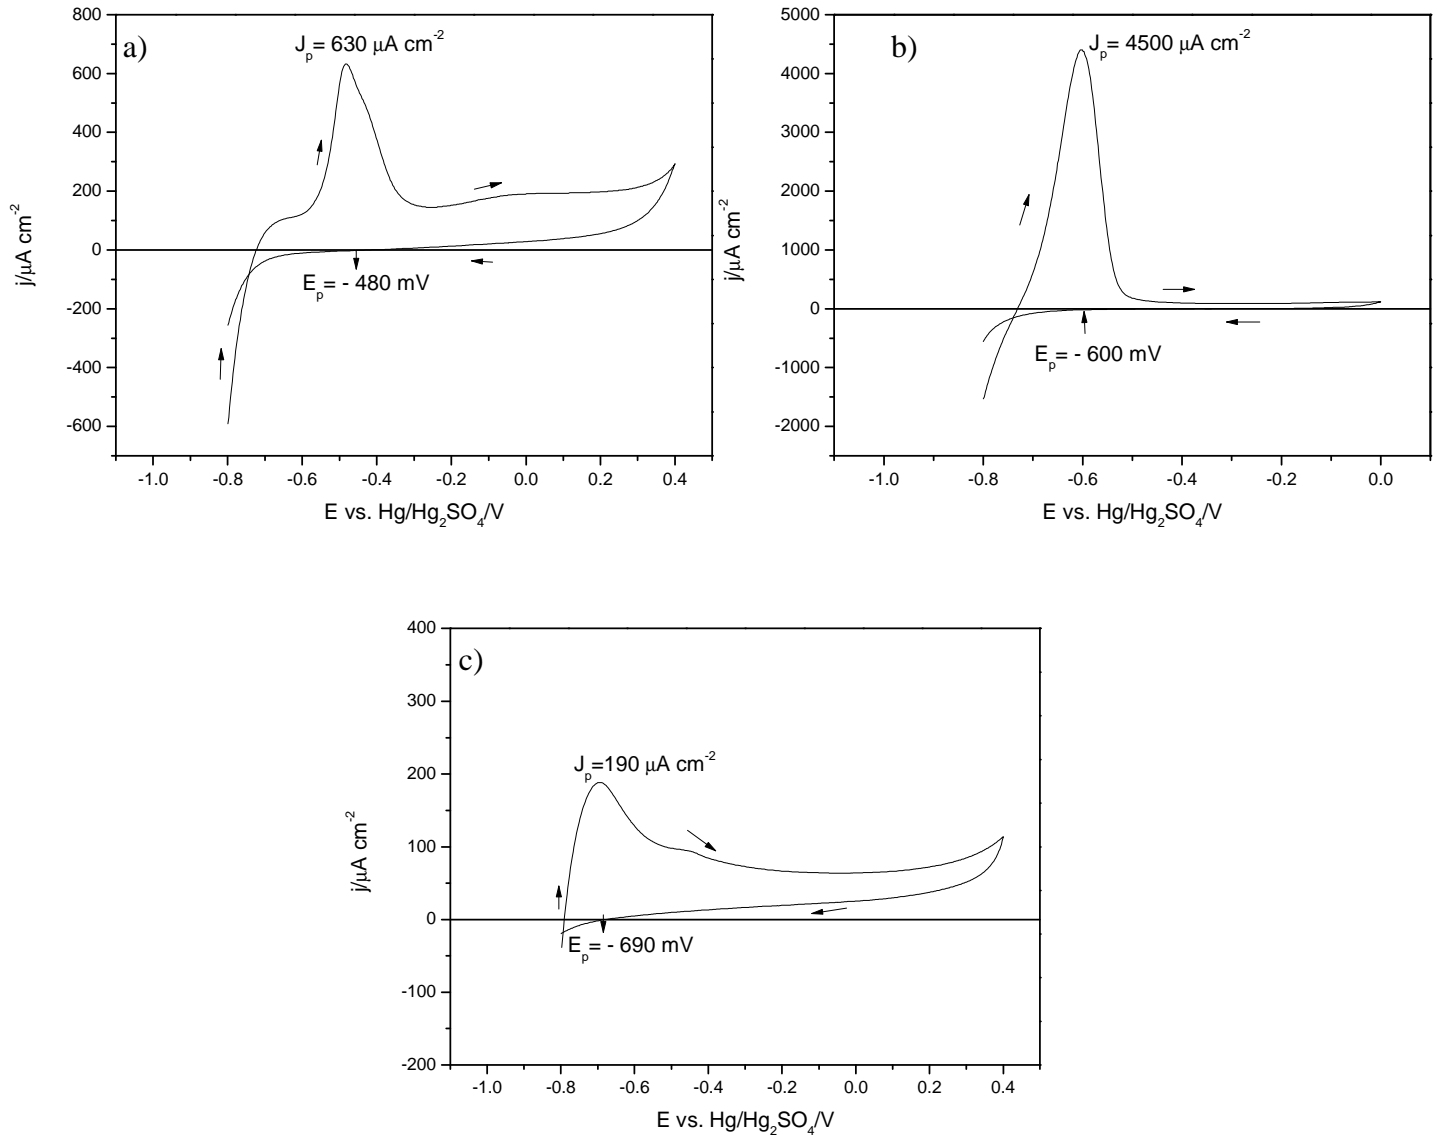 a)
J_p= 630 μA cm⁻²
800
600
400
200
0
-200
-400
-600
j/μA cm⁻²
E_p= - 480 mV
-1.0 -0.8 -0.6 -0.4 -0.2 0.0 0.2 0.4
E vs. Hg/Hg₂SO₄/V
b)
J_p= 4500 μA cm⁻²
5000
4000
3000
2000
1000
0
-1000
-2000
j/μA cm⁻²
E_p= - 600 mV
-1.0 -0.8 -0.6 -0.4 -0.2 0.0
E vs. Hg/Hg₂SO₄/V
c)
J_p=190 μA cm⁻²
400
300
200
100
0
-100
-200
j/μA cm⁻²
E_p= - 690 mV
-1.0 -0.8 -0.6 -0.4 -0.2 0.0 0.2 0.4
E vs. Hg/Hg₂SO₄/V